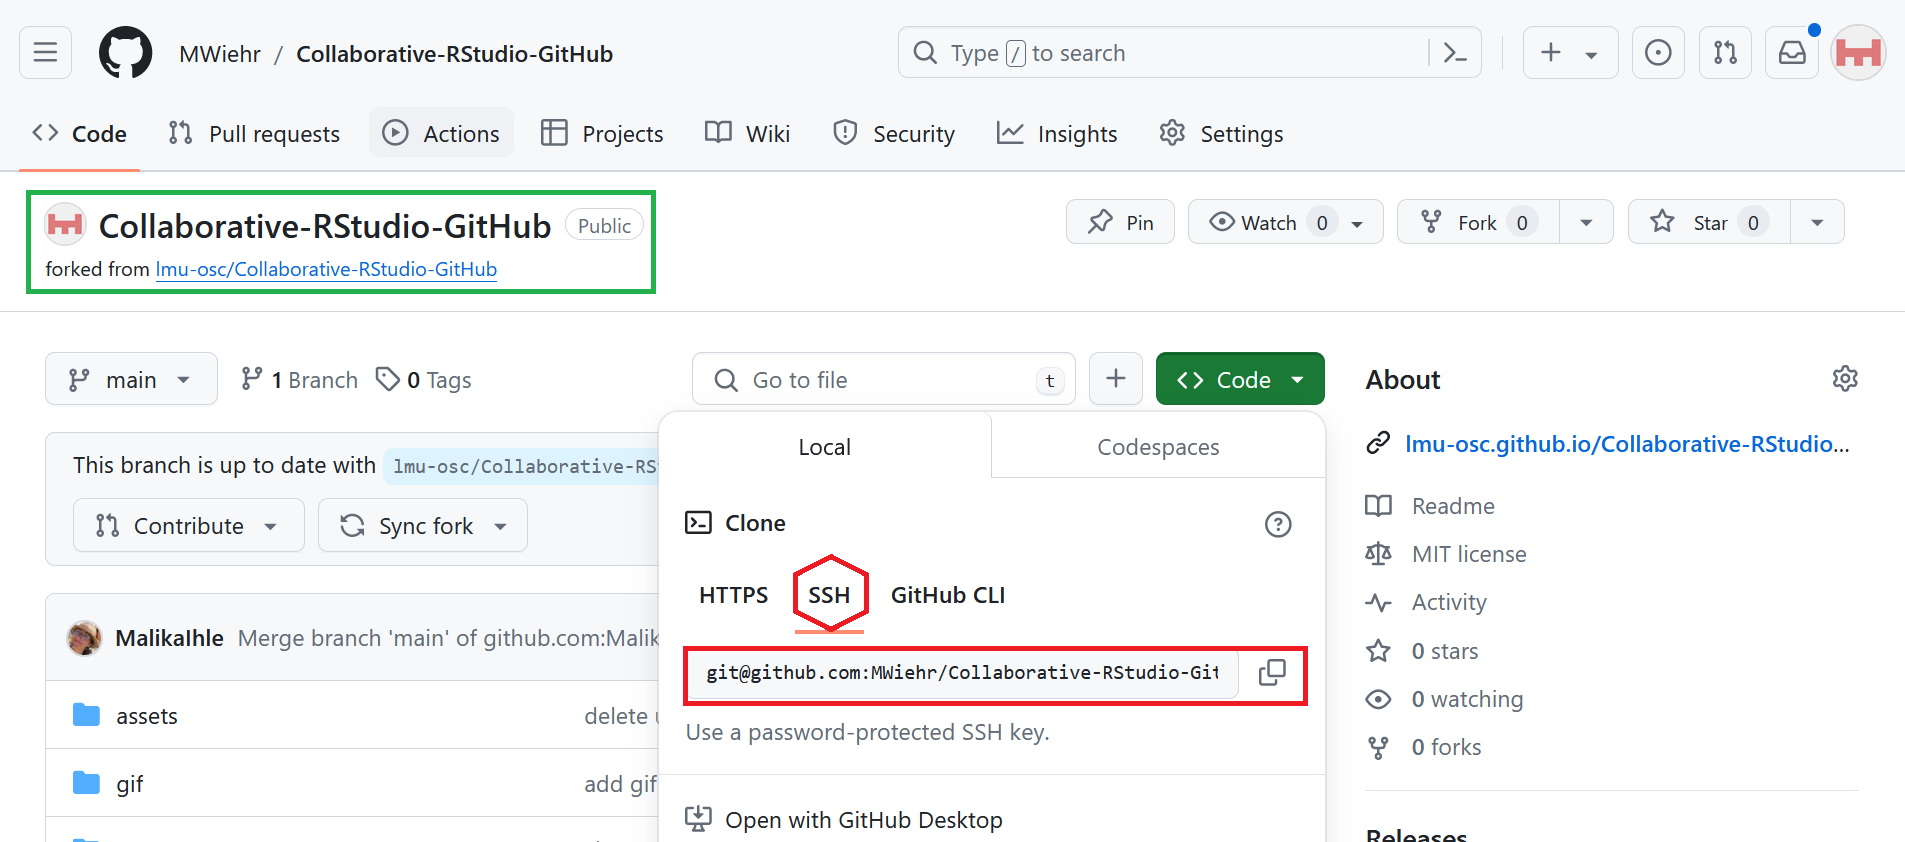 MWiehr / Collaborative-RStudio-GitHub
Type / to search
Code
Pull requests
Actions
Projects
Wiki
Security
Insights
Settings
Collaborative-RStudio-GitHub Public
forked from lmu-osc/Collaborative-RStudio-GitHub
Pin
Watch 0
Fork 0
Star 0
main
1 Branch
0 Tags
Go to file t
Code
This branch is up to date with lmu-osc/Collaborative-RS
Contribute
Sync fork
MalikaIhle Merge branch 'main' of github.com:Malik
assets delete
gif add gif
Local
Codespaces
Clone
HTTPS SSH GitHub CLI
git@github.com:MWiehr/Collaborative-RStudio-Git
Use a password-protected SSH key.
Open with GitHub Desktop
About
lmu-osc.github.io/Collaborative-RStudio...
Readme
MIT license
Activity
0 stars
0 watching
0 forks
Releases